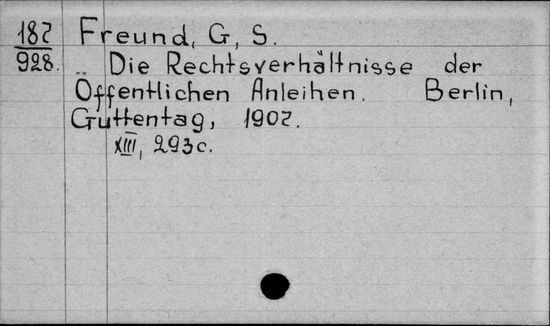 187 Freund, G, S.
928. Die Rechtsverhältnisse der
Öffentlichen Anleihen. Berlin,
Guttentag, 1907.
XIII, 293c.